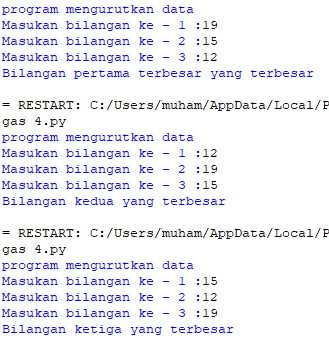 program mengurutkan data
Masukan bilangan ke - 1 :19
Masukan bilangan ke - 2 :15
Masukan bilangan ke - 3 :12
Bilangan pertama terbesar yang terbesar
= RESTART: C:/Users/muham/AppData/Local/P
gas 4.py
program mengurutkan data
Masukan bilangan ke - 1 :12
Masukan bilangan ke - 2 :19
Masukan bilangan ke - 3 :15
Bilangan kedua yang terbesar
= RESTART: C:/Users/muham/AppData/Local/P
gas 4.py
program mengurutkan data
Masukan bilangan ke - 1 :15
Masukan bilangan ke - 2 :12
Masukan bilangan ke - 3 :19
Bilangan ketiga yang terbesar